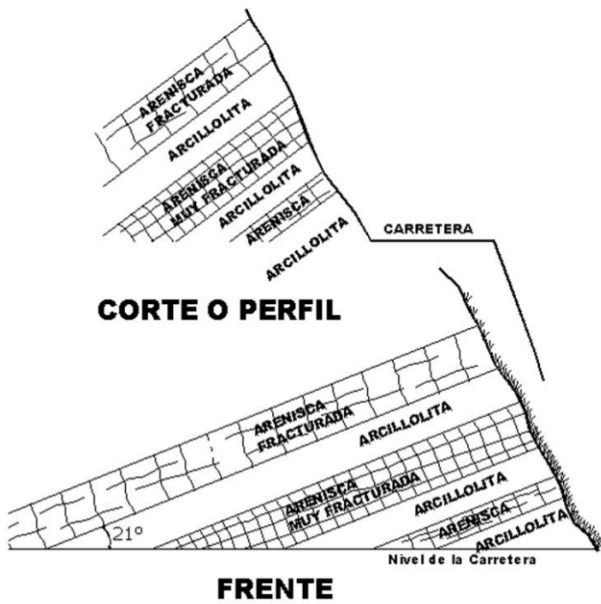 ARENISCA
FRACTURADA
ARCILLOLITA
ARENISCA
MUY FRACTURADA
ARCILLOLITA
ARENISCA
ARCILLOLITA
CARRETERA
CORTE O PERFIL
ARENISCA
FRACTURADA
ARCILLOLITA
ARENISCA
MUY FRACTURADA
ARCILLOLITA
ARENISCA
ARCILLOLITA
21°
Nivel de la Carretera
FRENTE